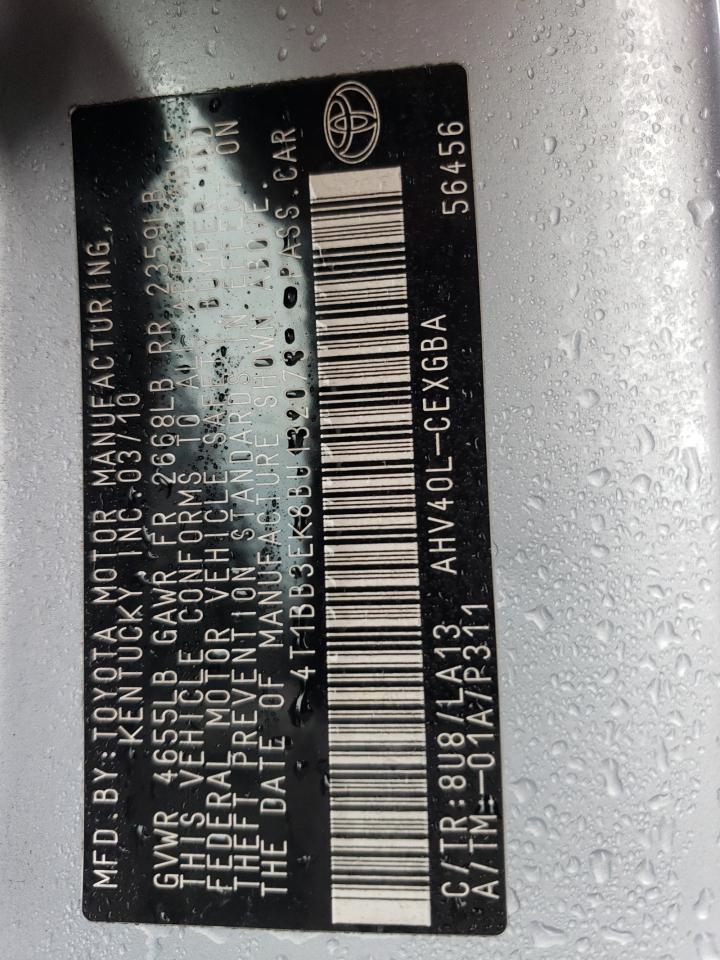 MFD.BY:TOYOTA MOTOR MANUFACTURING,
KENTUCKY INC.03/10
GVWR 4655LB GAWR FR 2668LB RR 2359LB
THIS VEHICLE CONFORMS TO ALL APPLICABLE
FEDERAL MOTOR VEHICLE SAFETY, BUMPER, AND
THEFT PREVENTION STANDARDS IN EFFECT ON
THE DATE OF MANUFACTURE SHOWN ABOVE.
4T1BB3EK8BU132073 PASS.CAR
C/TR:8U8/LA13 AHV40L-CEXGBA 56456
A/TM:-01A/P311